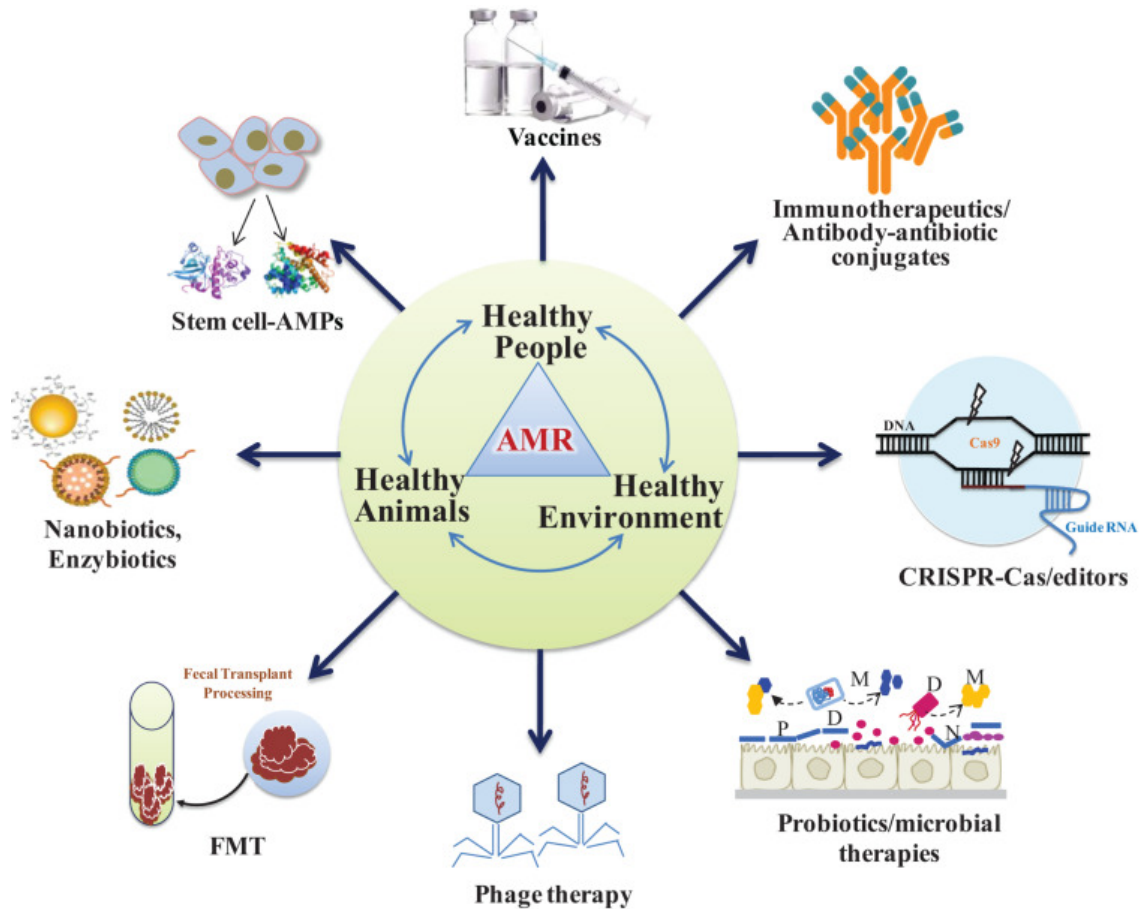 Vaccines
Immunotherapeutics/
Antibody-antibiotic
conjugates
Stem cell-AMPs
Healthy
People
AMR
Healthy
Animals
Healthy
Environment
DNA
Cas9
Guide RNA
CRISPR-Cas/editors
Nanobiotics,
Enzybiotics
Fecal Transplant
Processing
FMT
Phage therapy
M
D
M
P
D
N
Probiotics/microbial
therapies